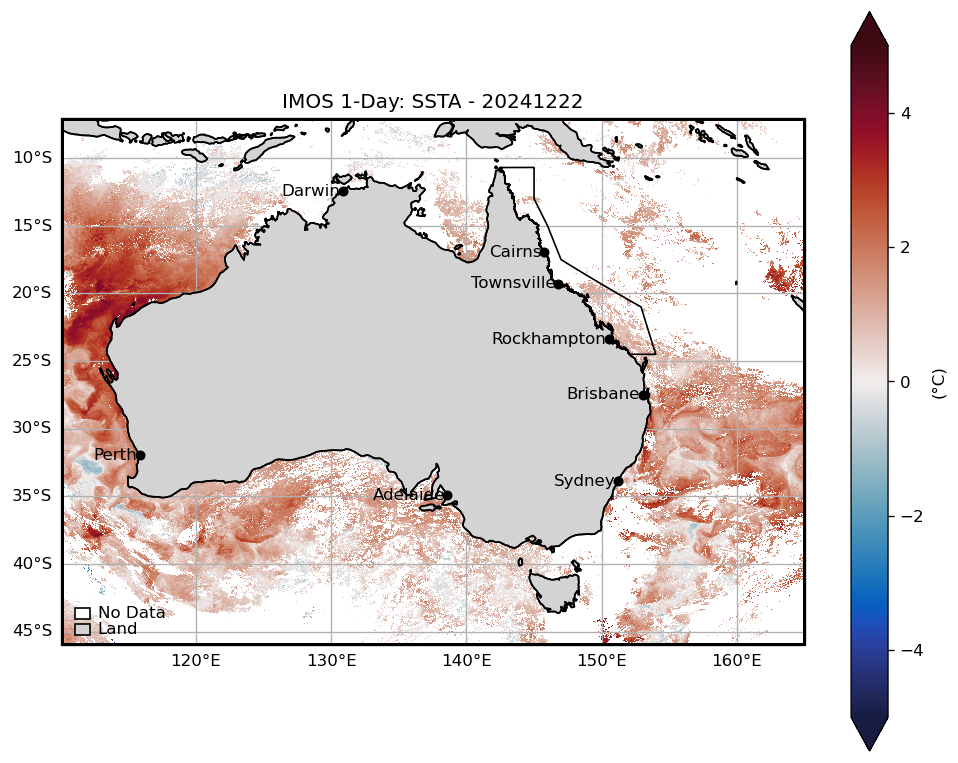 IMOS 1-Day: SSTA - 20241222
10°S
15°S
20°S
25°S
30°S
35°S
40°S
45°S
Darwin
Cairns
Townsville
Rockhampton
Brisbane
Perth
Sydney
Adelaide
No Data
Land
120°E 130°E 140°E 150°E 160°E
4
2
0
−2
−4
(°C)